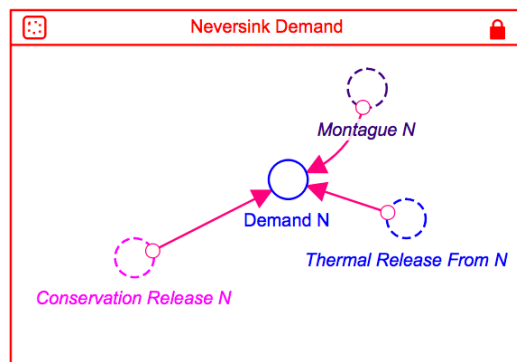 Neversink Demand
Montague N
Demand N
Thermal Release From N
Conservation Release N